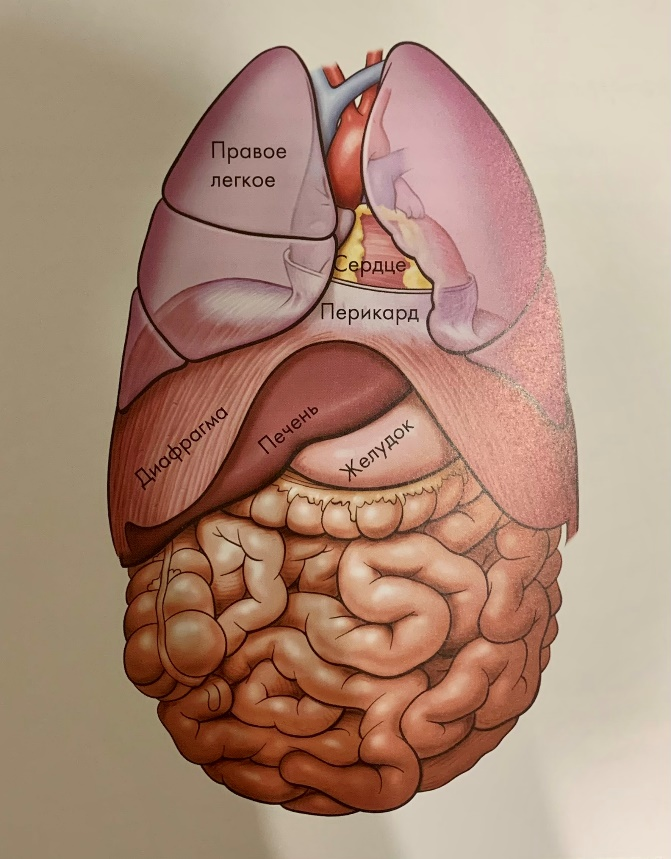 Правое
легкое
Сердце
Перикард
Диафрагма
Печень
Желудок